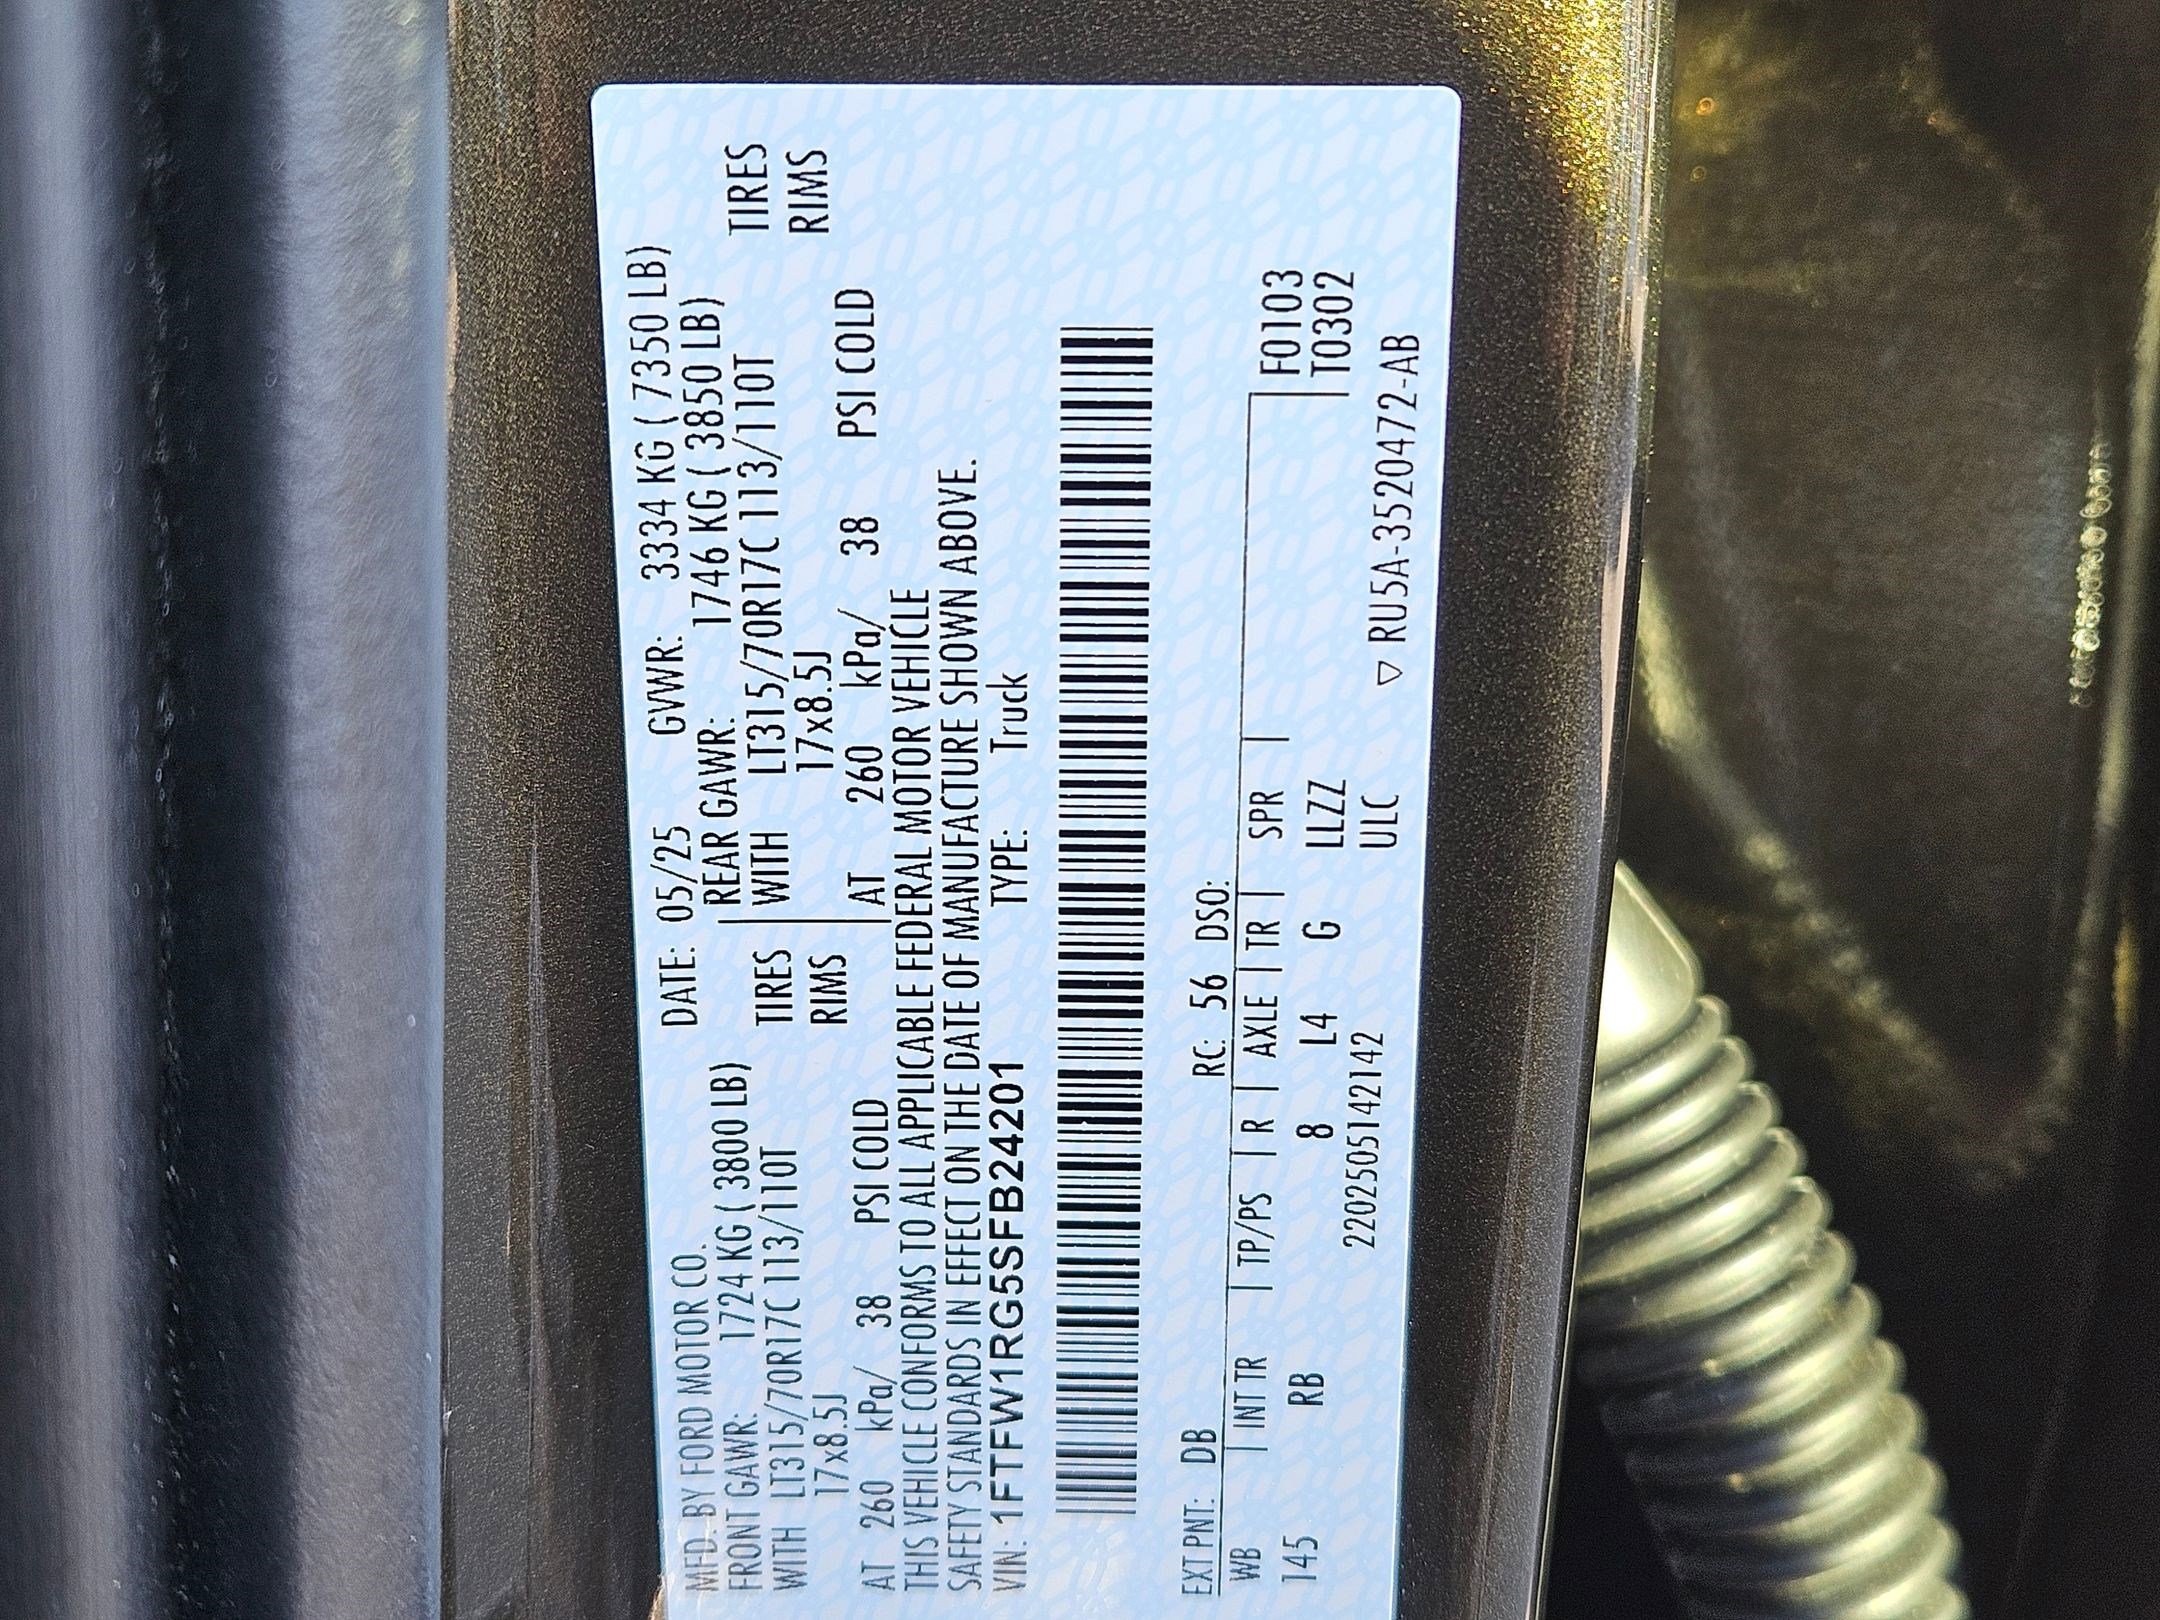 MFD. BY FORD MOTOR CO. DATE: 05/25 GVWR: 3334 KG ( 7350 LB)
FRONT GAWR: 1724 KG ( 3800 LB) REAR GAWR: 1746 KG ( 3850 LB)
WITH LT315/70R17C 113/110T TIRES WITH LT315/70R17C 113/110T TIRES
17x8.5J RIMS 17x8.5J RIMS
AT 260 kPa/ 38 PSI COLD AT 260 kPa/ 38 PSI COLD
THIS VEHICLE CONFORMS TO ALL APPLICABLE FEDERAL MOTOR VEHICLE
SAFETY STANDARDS IN EFFECT ON THE DATE OF MANUFACTURE SHOWN ABOVE.
VIN: 1FTFW1RG5SFB24201 TYPE: Truck
EXT PNT: DB RC: 56 DSO:
WB | INT TR | TP/PS | R | AXLE | TR | SPR | F0103
145 RB 8 L4 G LLZZ T0302
220250514214​2 ULC ▽ RU5A-3520472-AB